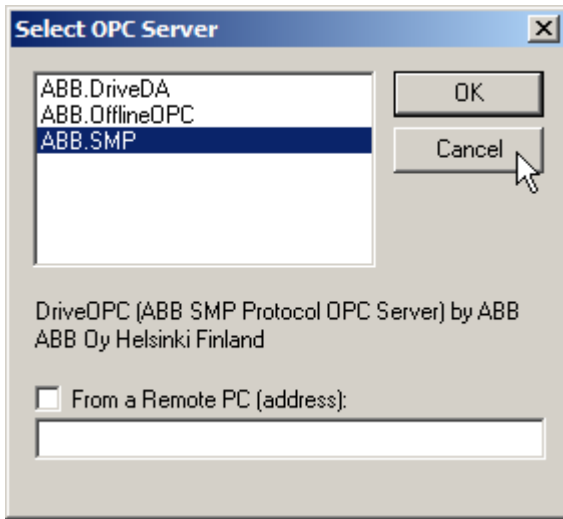 Select OPC Server
ABB.DriveDA
ABB.OfflineOPC
ABB.SMP
OK
Cancel
DriveOPC (ABB SMP Protocol OPC Server) by ABB
ABB Oy Helsinki Finland
From a Remote PC (address):